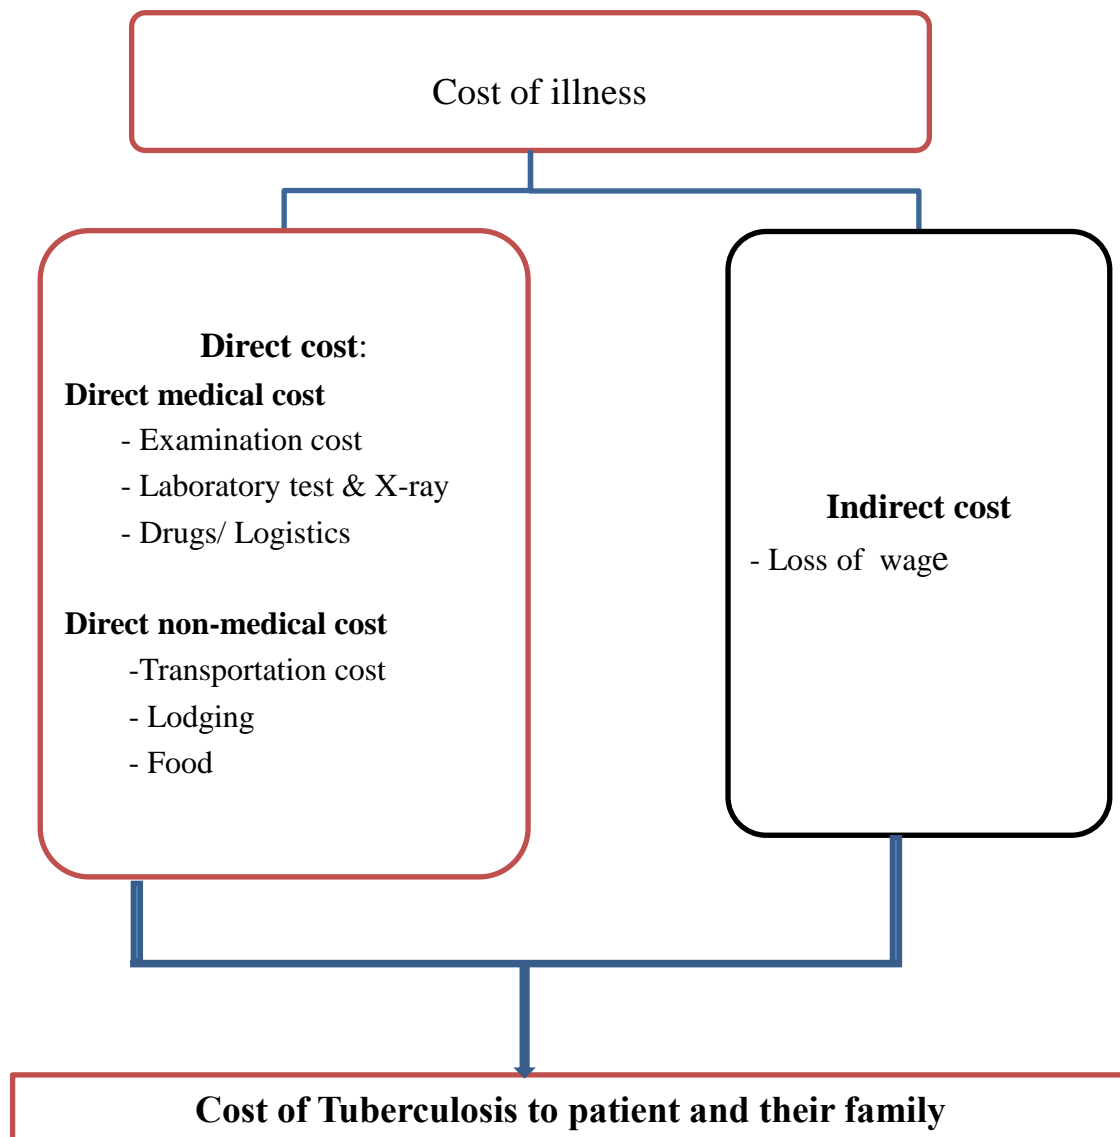 Cost of illness
Direct cost:
Direct medical cost
- Examination cost
- Laboratory test & X-ray
- Drugs/ Logistics
Direct non-medical cost
-Transportation cost
- Lodging
- Food
Indirect cost
- Loss of  wage
Cost of Tuberculosis to patient and their family